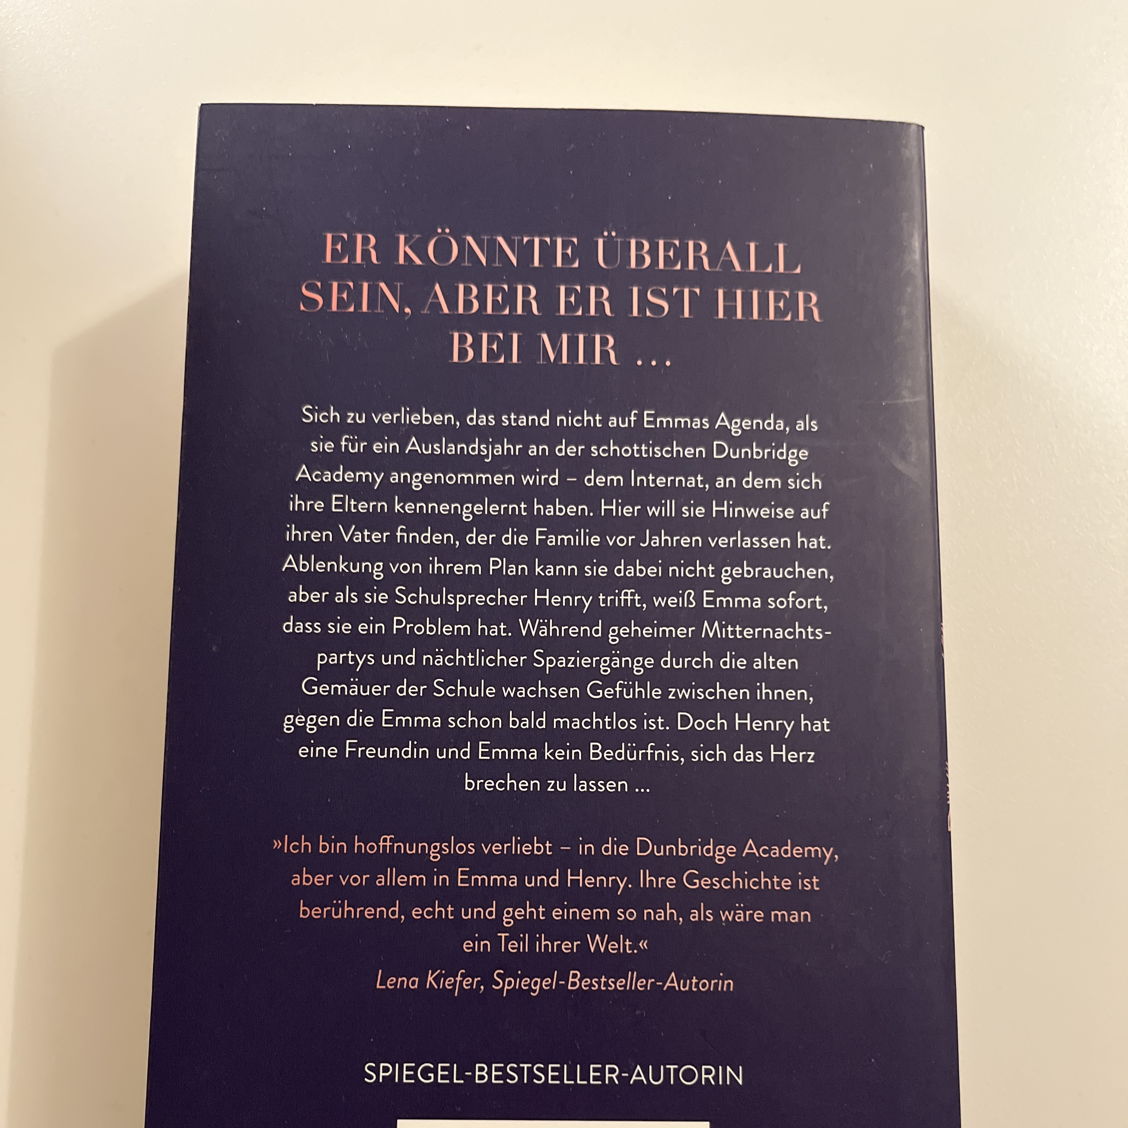 ER KÖNNTE ÜBERALL
SEIN, ABER ER IST HIER
BEI MIR ...
Sich zu verlieben, das stand nicht auf Emmas Agenda, als
sie für ein Auslandsjahr an der schottischen Dunbridge
Academy angenommen wird – dem Internat, an dem sich
ihre Eltern kennengelernt haben. Hier will sie Hinweise auf
ihren Vater finden, der die Familie vor Jahren verlassen hat.
Ablenkung von ihrem Plan kann sie dabei nicht gebrauchen,
aber als sie Schulsprecher Henry trifft, weiß Emma sofort,
dass sie ein Problem hat. Während geheimer Mitternachts-
partys und nächtlicher Spaziergänge durch die alten
Gemäuer der Schule wachsen Gefühle zwischen ihnen,
gegen die Emma schon bald machtlos ist. Doch Henry hat
eine Freundin und Emma kein Bedürfnis, sich das Herz
brechen zu lassen ...
»Ich bin hoffnungslos verliebt – in die Dunbridge Academy,
aber vor allem in Emma und Henry. Ihre Geschichte ist
berührend, echt und geht einem so nah, als wäre man
ein Teil ihrer Welt.«
Lena Kiefer, Spiegel-Bestseller-Autorin
SPIEGEL-BESTSELLER-AUTORIN